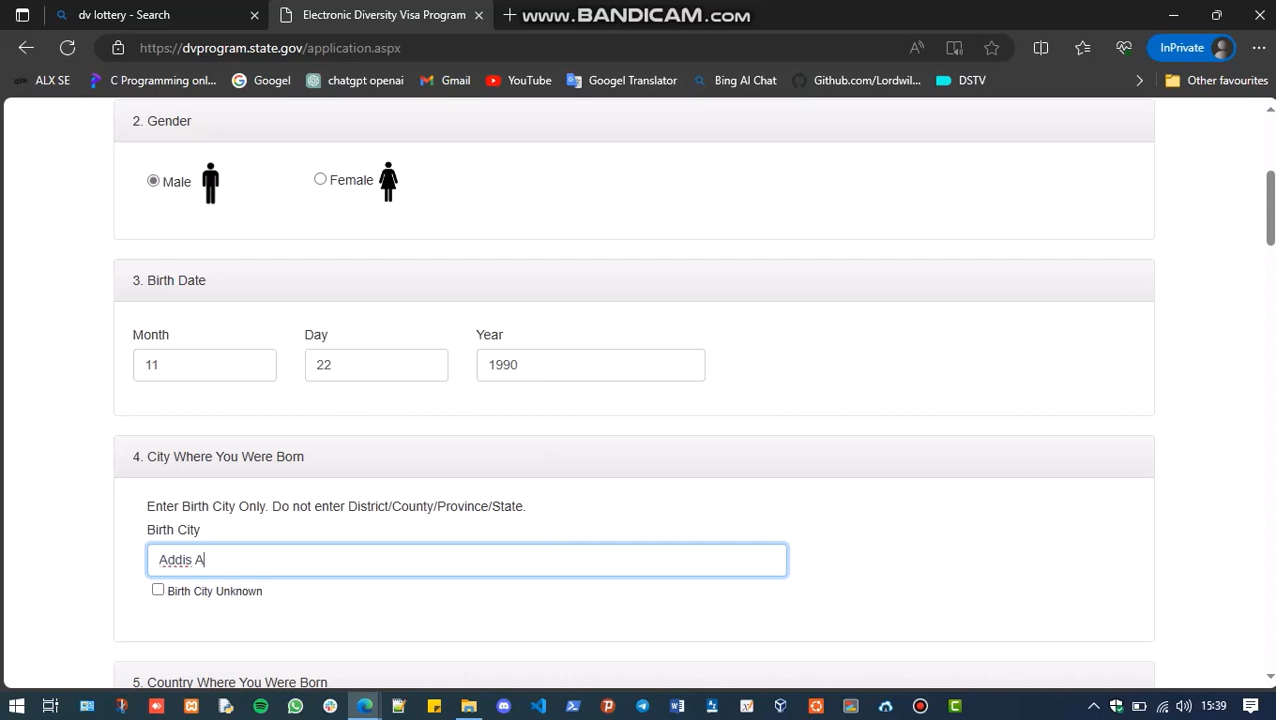 dv lottery - Search
Electronic Diversity Visa Program
www.BANDICAM.com
https://dvprogram.state.gov/application.aspx
InPrivate
ALX SE
C Programming onl...
Googel
chatgpt openai
Gmail
YouTube
Googel Translator
Bing AI Chat
Github.com/Lordwil...
DSTV
Other favourites
2. Gender
Male
Female
3. Birth Date
Month
Day
Year
11
22
1990
4. City Where You Were Born
Enter Birth City Only. Do not enter District/County/Province/State.
Birth City
Addis A
Birth City Unknown
5. Country Where You Were Born
15:39